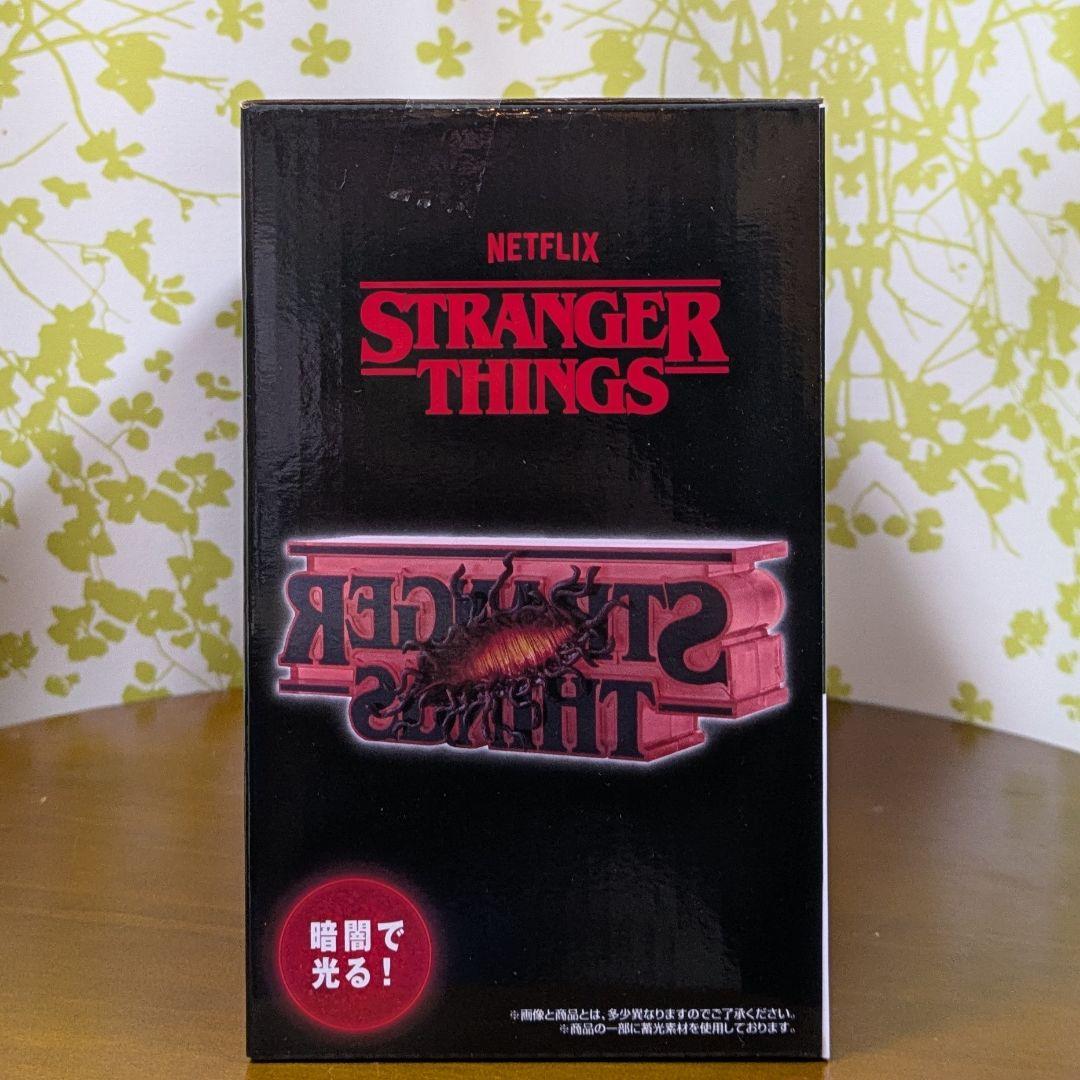 NETFLIX
STRANGER
THINGS
STRANGER
THINGS
暗闇で
光る!
※画像と商品とは、多少異なりますのでご了承ください。
※商品の一部に蓄光素材を使用しております。